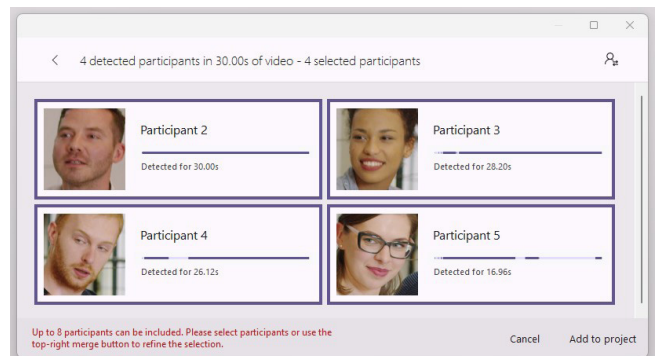 4 detected participants in 30.00s of video - 4 selected participants
Participant 2
Detected for 30.00s
Participant 3
Detected for 28.20s
Participant 4
Detected for 26.12s
Participant 5
Detected for 16.96s
Up to 8 participants can be included. Please select participants or use the
top-right merge button to refine the selection.
Cancel
Add to project